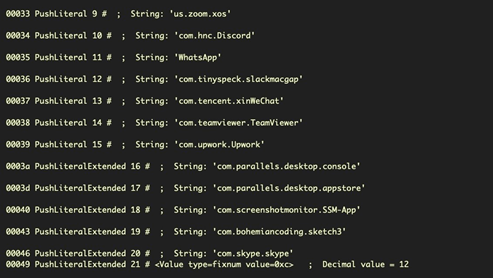 00033 PushLiteral 9 #  ;  String: 'us.zoom.xos'
00034 PushLiteral 10 #  ;  String: 'com.hnc.Discord'
00035 PushLiteral 11 #  ;  String: 'WhatsApp'
00036 PushLiteral 12 #  ;  String: 'com.tinyspeck.slackmacgap'
00037 PushLiteral 13 #  ;  String: 'com.tencent.xinWeChat'
00038 PushLiteral 14 #  ;  String: 'com.teamviewer.TeamViewer'
00039 PushLiteral 15 #  ;  String: 'com.upwork.Upwork'
0003a PushLiteralExtended 16 #  ;  String: 'com.parallels.desktop.console'
0003d PushLiteralExtended 17 #  ;  String: 'com.parallels.desktop.appstore'
00040 PushLiteralExtended 18 #  ;  String: 'com.screenshotmonitor.SSM-App'
00043 PushLiteralExtended 19 #  ;  String: 'com.bohemiancoding.sketch3'
00046 PushLiteralExtended 20 #  ;  String: 'com.skype.skype'
00049 PushLiteralExtended 21 # <Value type=fixnum value=0xc>   ;  Decimal value = 12